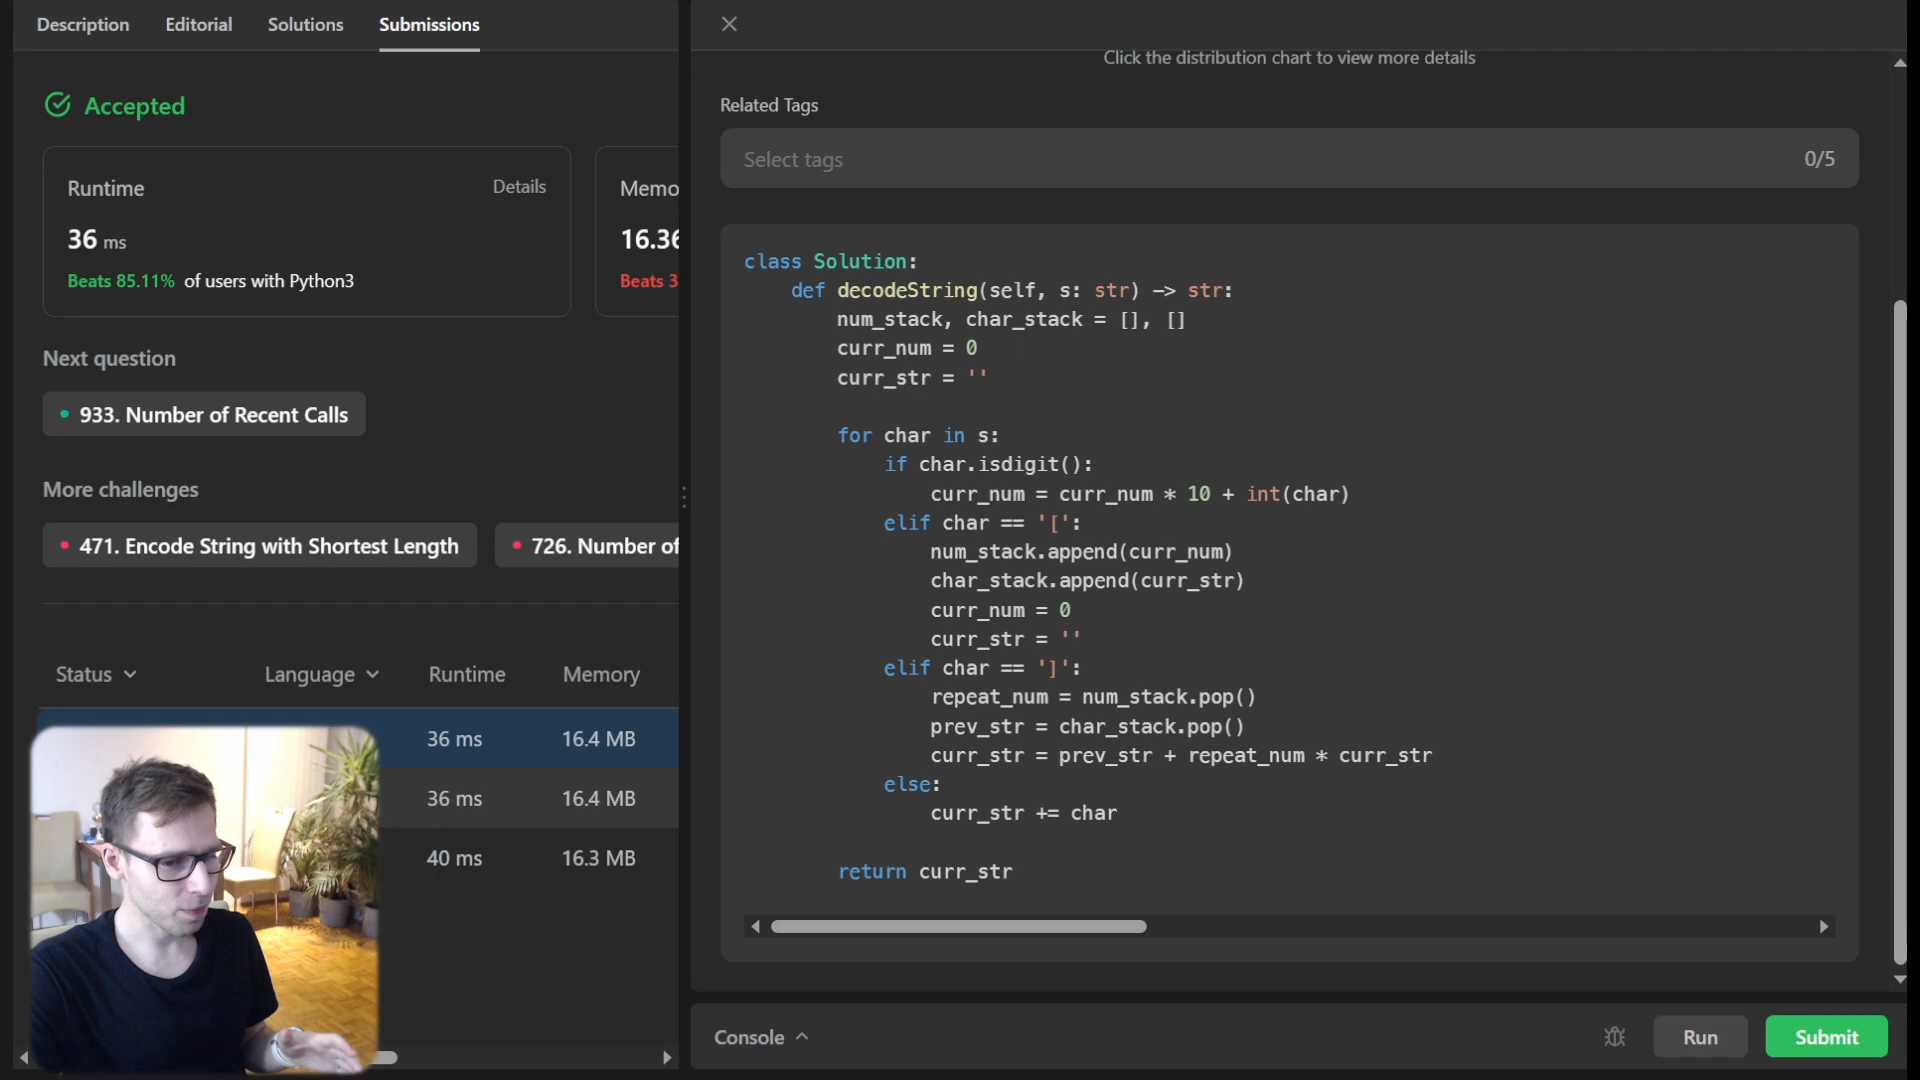 Description Editorial Solutions Submissions
Accepted
Runtime Details
36 ms
Beats 85.11% of users with Python3
Memo
16.36
Beats 3
Next question
933. Number of Recent Calls
More challenges
471. Encode String with Shortest Length
726. Number of
Status Language Runtime Memory
36 ms 16.4 MB
36 ms 16.4 MB
40 ms 16.3 MB
Click the distribution chart to view more details
Related Tags
Select tags 0/5
class Solution:
def decodeString(self, s: str) -> str:
num_stack, char_stack = [], []
curr_num = 0
curr_str = ''
for char in s:
if char.isdigit():
curr_num = curr_num * 10 + int(char)
elif char == '[':
num_stack.append(curr_num)
char_stack.append(curr_str)
curr_num = 0
curr_str = ''
elif char == ']':
repeat_num = num_stack.pop()
prev_str = char_stack.pop()
curr_str = prev_str + repeat_num * curr_str
else:
curr_str += char
return curr_str
Console Run Submit